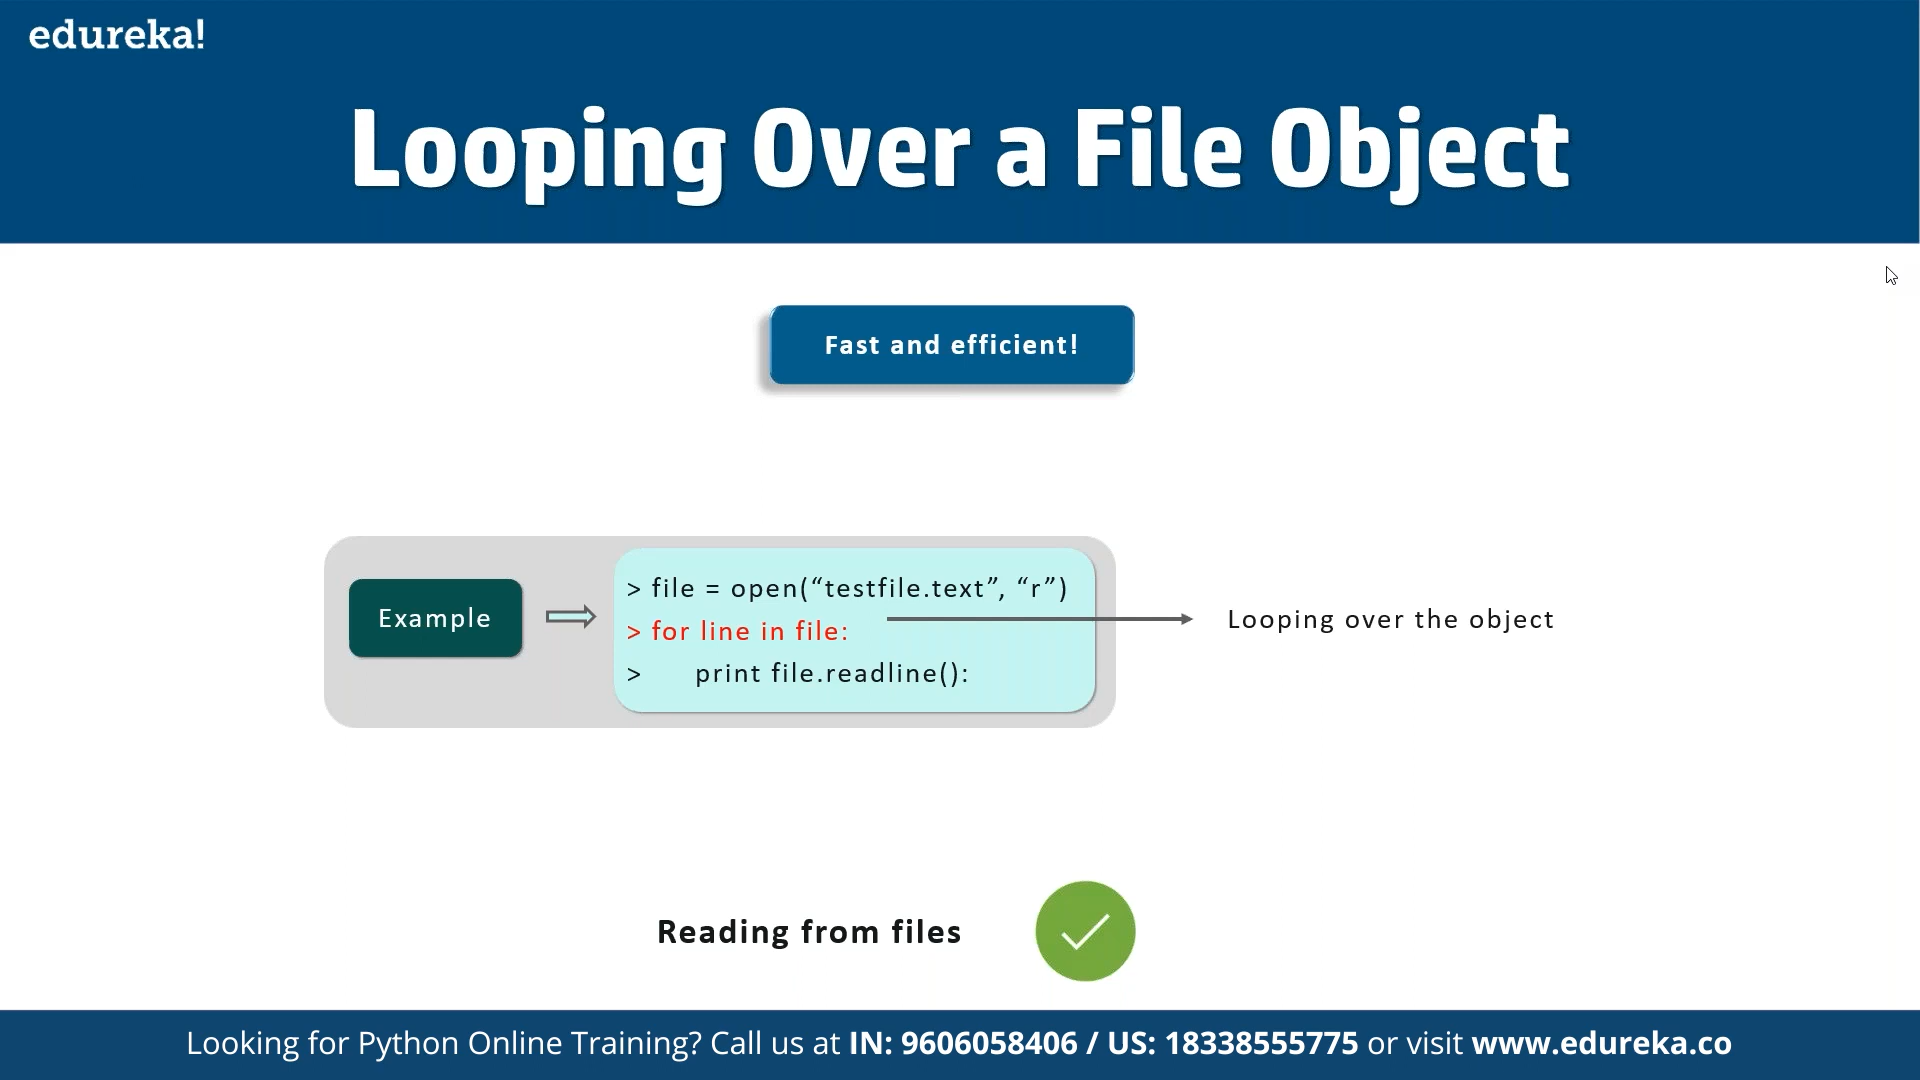 edureka!
Looping Over a File Object
Fast and efficient!
Example
> file = open(“testfile.text”, “r”)
> for line in file:
> print file.readline():
Looping over the object
Reading from files
Looking for Python Online Training? Call us at IN: 9606058406 / US: 18338555775 or visit www.edureka.co